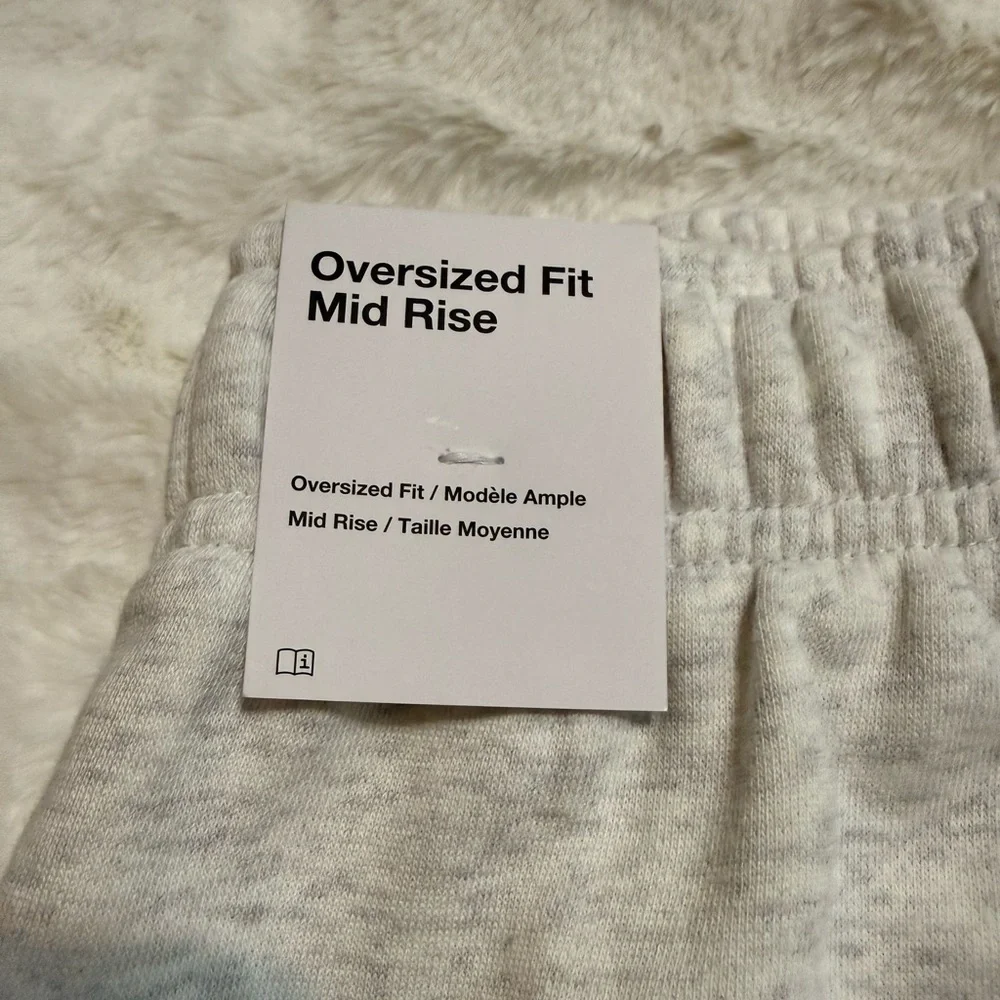 Oversized Fit
Mid Rise
Oversized Fit / Modèle Ample
Mid Rise / Taille Moyenne
i